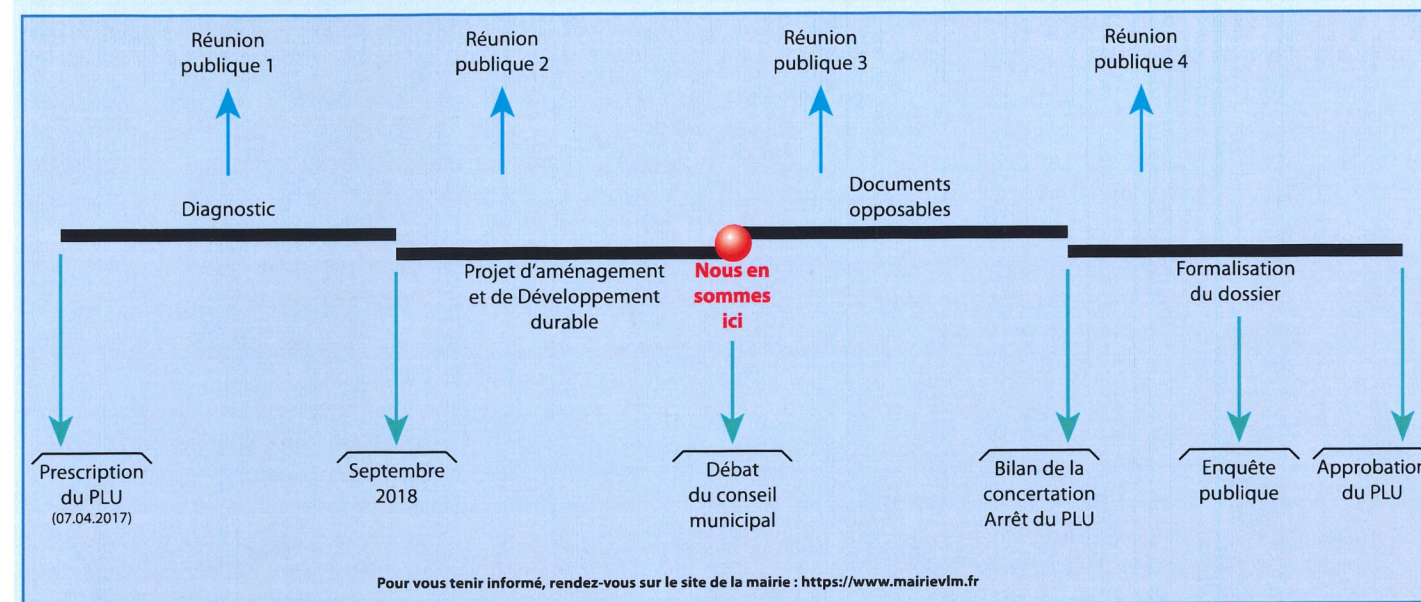 Réunion
publique 1
Réunion
publique 2
Réunion
publique 3
Réunion
publique 4
Diagnostic
Projet d'aménagement
et de Développement
durable
Nous en
sommes
ici
Documents
opposables
Formalisation
du dossier
Prescription
du PLU
(07.04.2017)
Septembre
2018
Débat
du conseil
municipal
Bilan de la
concertation
Arrêt du PLU
Enquête
publique
Approbation
du PLU
Pour vous tenir informé, rendez-vous sur le site de la mairie : https://www.mairievlm.fr